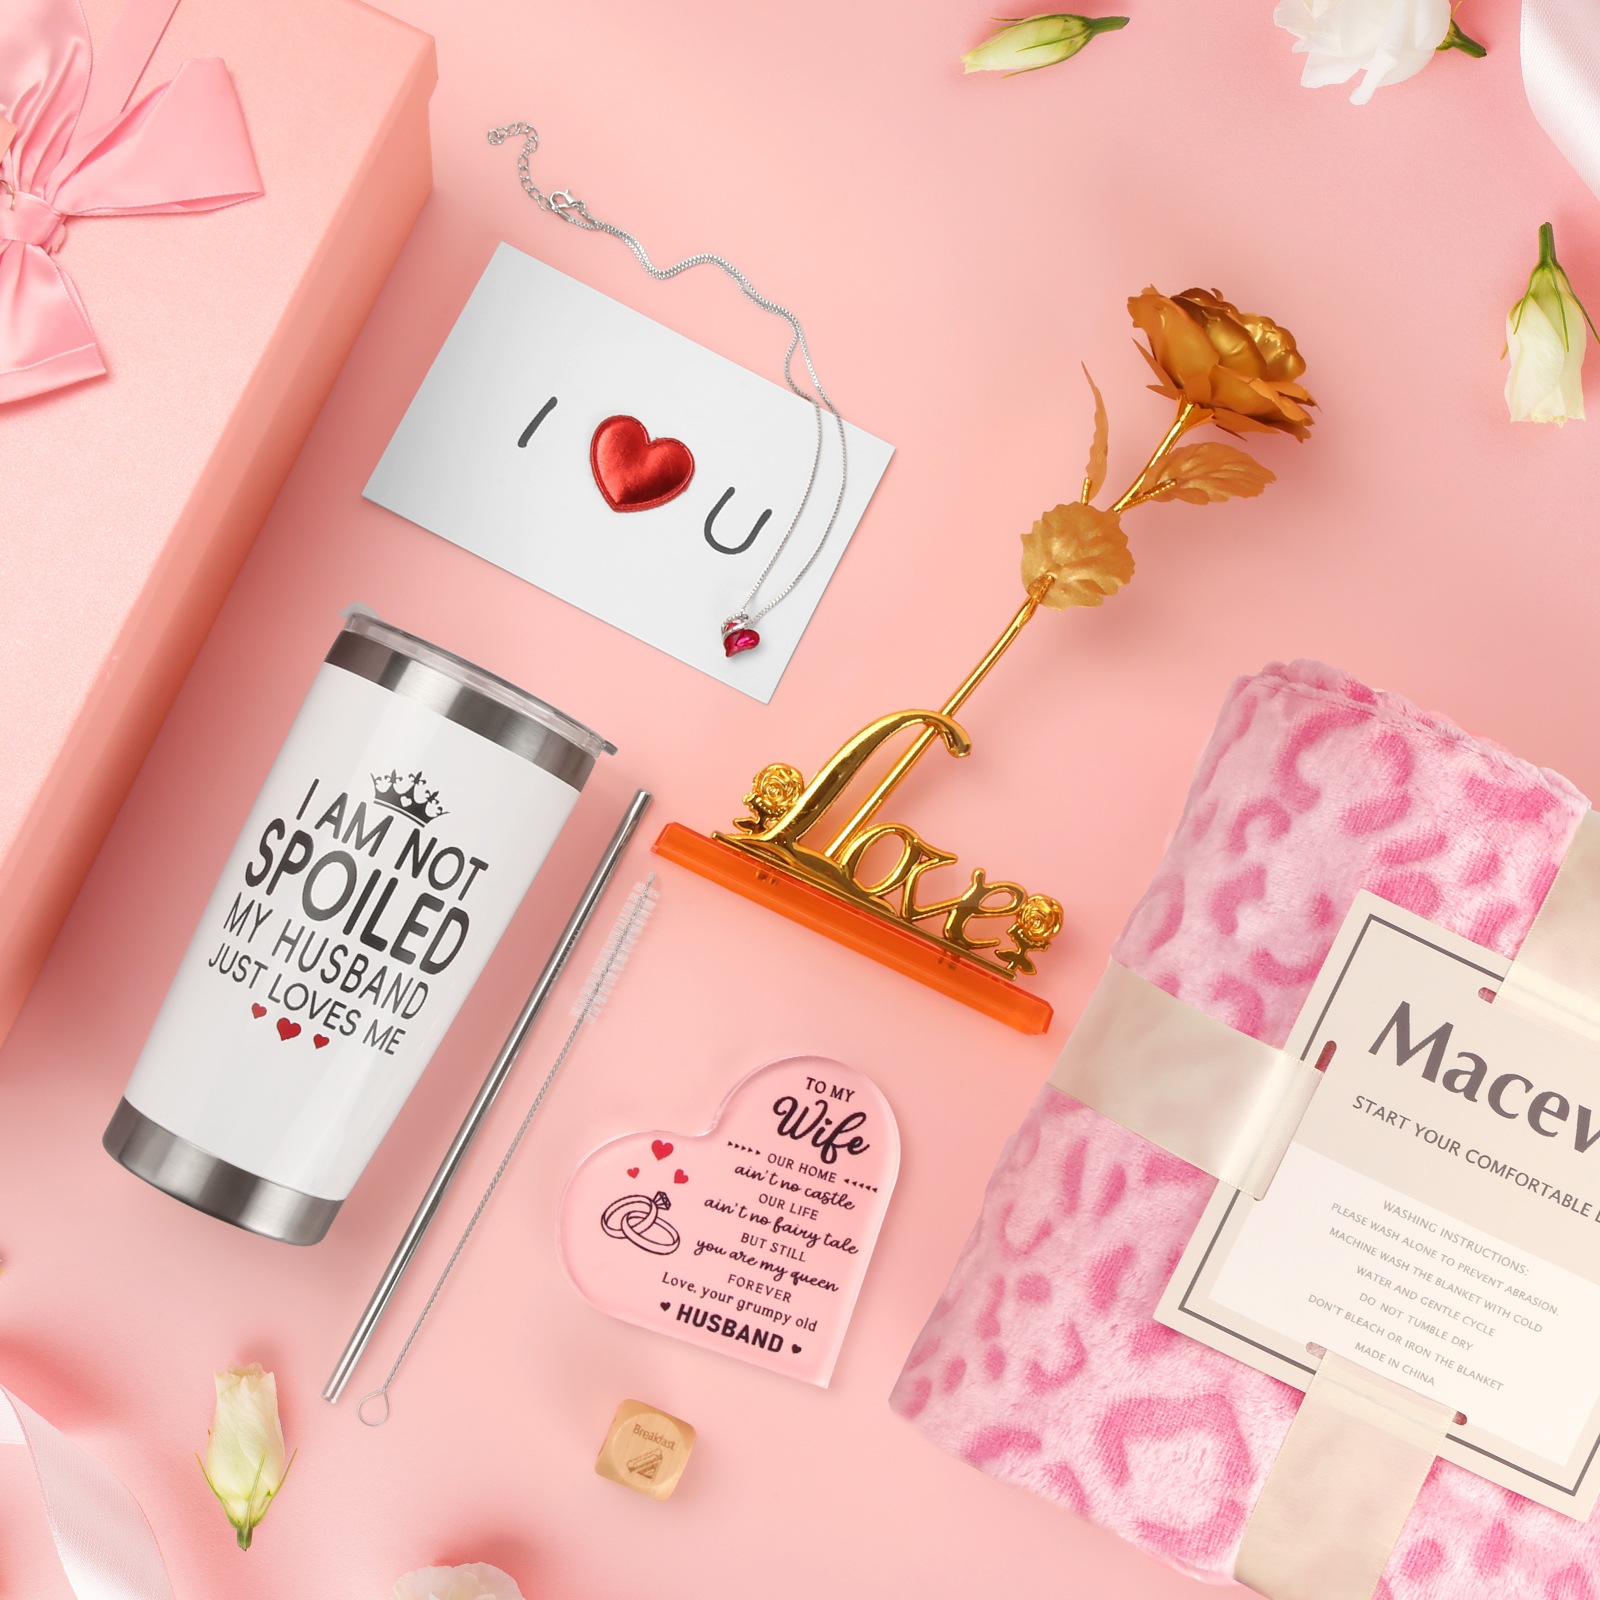 I U
I AM NOT
SPOILED
MY HUSBAND
JUST LOVES ME
Love
TO MY
Wife
OUR HOME
ain't no castle
OUR LIFE
ain't no fairy tale
BUT STILL
you are my queen
FOREVER
Love, your grumpy old
HUSBAND
Breakfast
START YOUR COMFORTABLE
WASHING INSTRUCTIONS:
PLEASE WASH ALONE TO PREVENT ABRASION.
MACHINE WASH THE BLANKET WITH COLD
WATER AND GENTLE CYCLE
DO NOT TUMBLE DRY
DON'T BLEACH OR IRON THE BLANKET
MADE IN CHINA